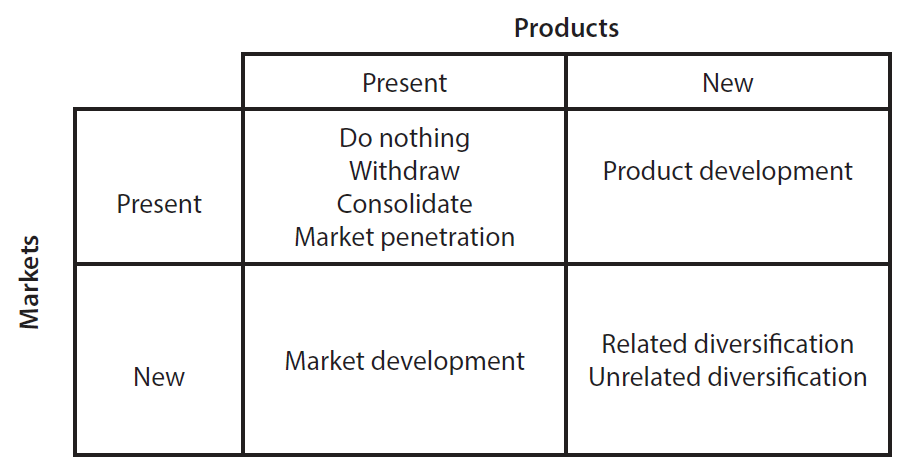 Products
Present
New
Do nothing
Withdraw
Consolidate
Market penetration
Product development
Present
Markets
New
Market development
Related diversification
Unrelated diversification